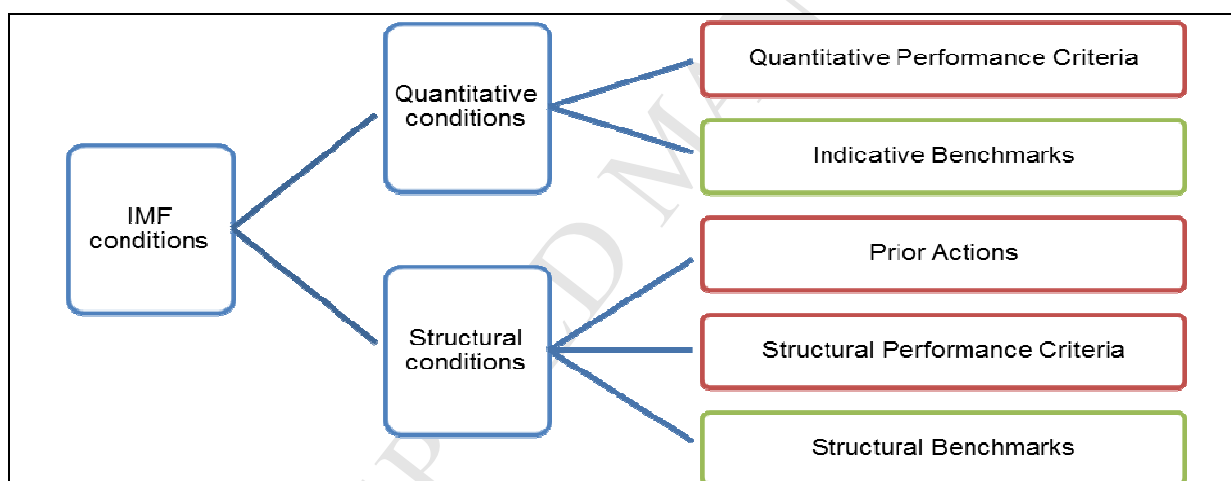 Quantitative Performance Criteria
Quantitative
conditions
Indicative Benchmarks
IMF
conditions
Prior Actions
Structural
conditions
Structural Performance Criteria
Structural Benchmarks